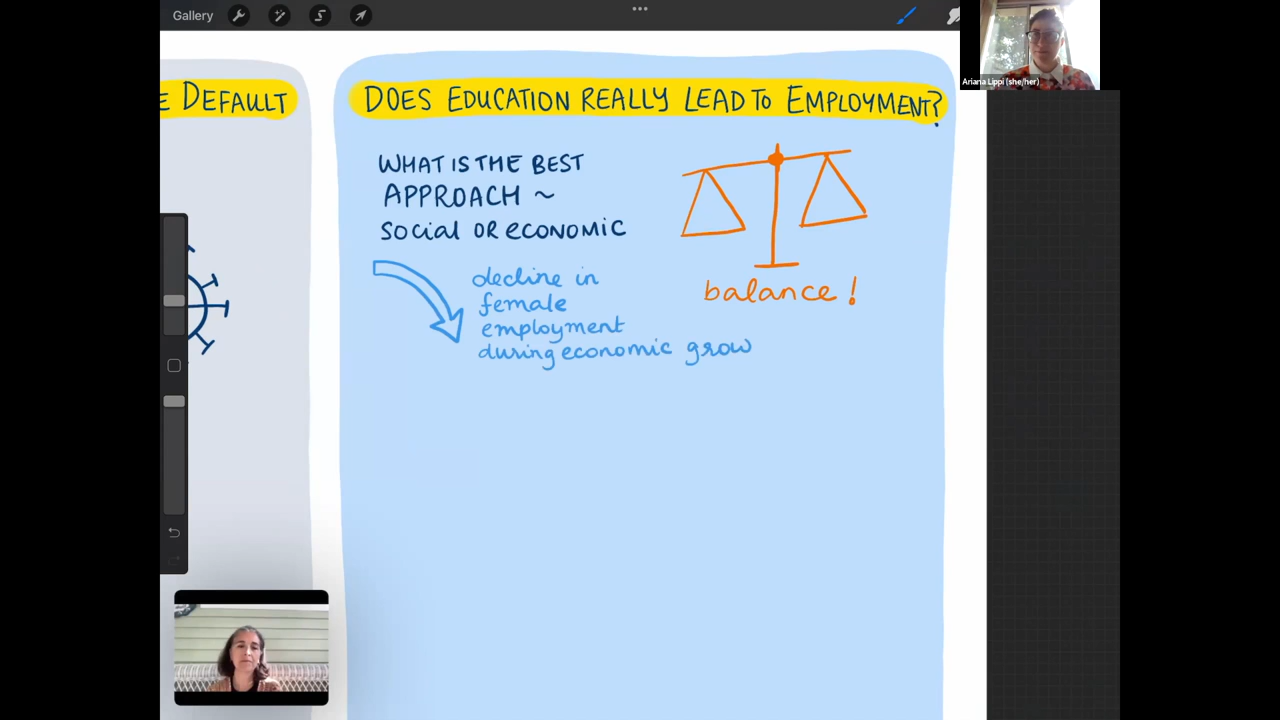 Gallery
Ariana Lippi (she/her)
E DEFAULT
DOES EDUCATION REALLY LEAD TO EMPLOYMENT?
WHAT IS THE BEST
APPROACH ~
SOCIAL OR ECONOMIC
balance!
decline in
female
employment
during economic grow